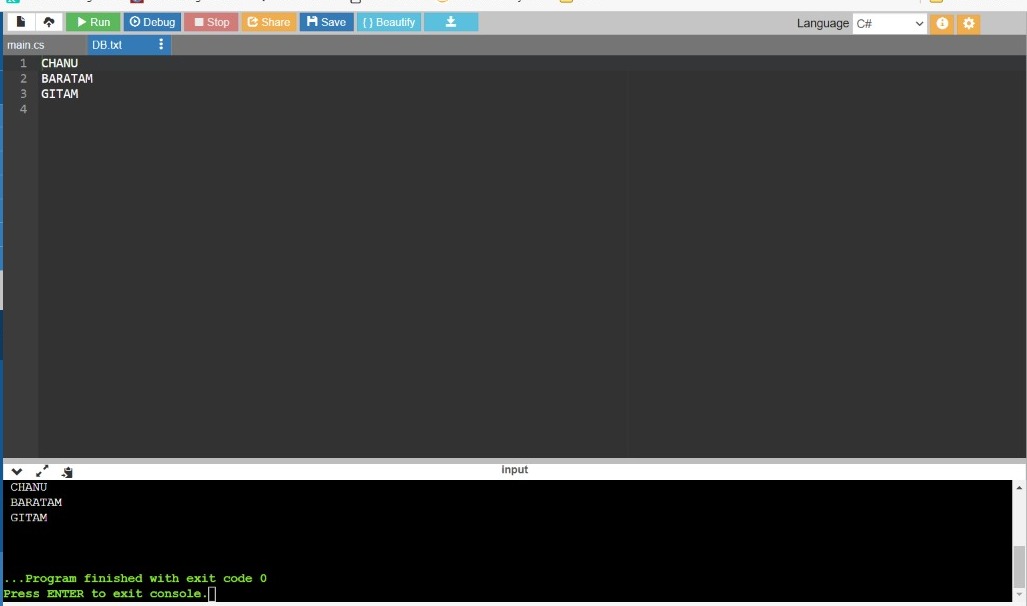 Run Debug Stop Share Save { } Beautify Language C#
main.cs DB.txt
1 CHANU
2 BARATAM
3 GITAM
4
input
CHANU
BARATAM
GITAM
...Program finished with exit code 0
Press ENTER to exit console.